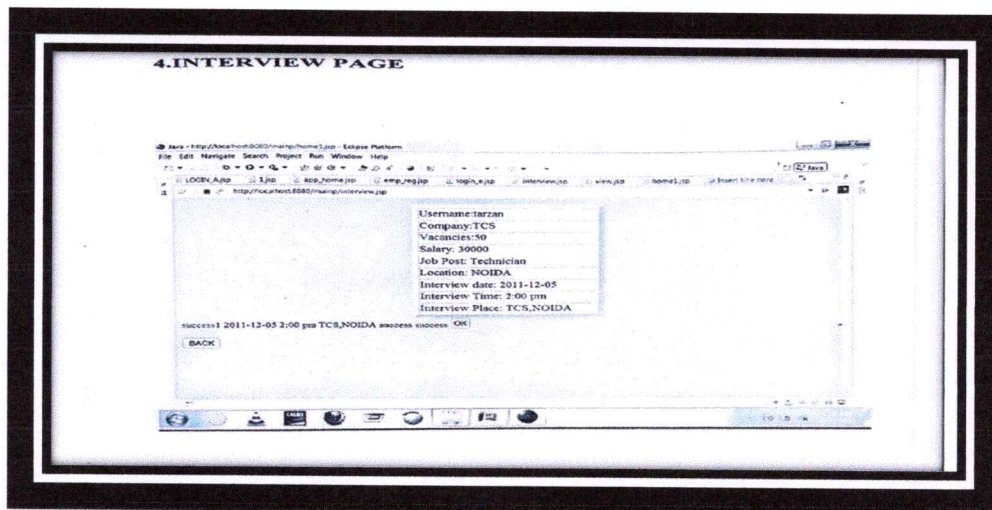 4.INTERVIEW PAGE
Java - http://localhost:8080/mainp/home1.jsp - Eclipse Platform
File Edit Navigate Search Project Run Window Help
Java
LOGIN_A.jsp 1.jsp app_home.jsp emp_reg.jsp login_e.jsp interview.jsp view.jsp home1.jsp Insert title here
http://localhost:8080/mainp/interview.jsp
Username:tarzan
Company:TCS
Vacancies:50
Salary: 30000
Job Post: Technician
Location: NOIDA
Interview date: 2011-12-05
Interview Time: 2:00 pm
Interview Place: TCS,NOIDA
success1 2011-12-05 2:00 pm TCS,NOIDA success success OK
BACK